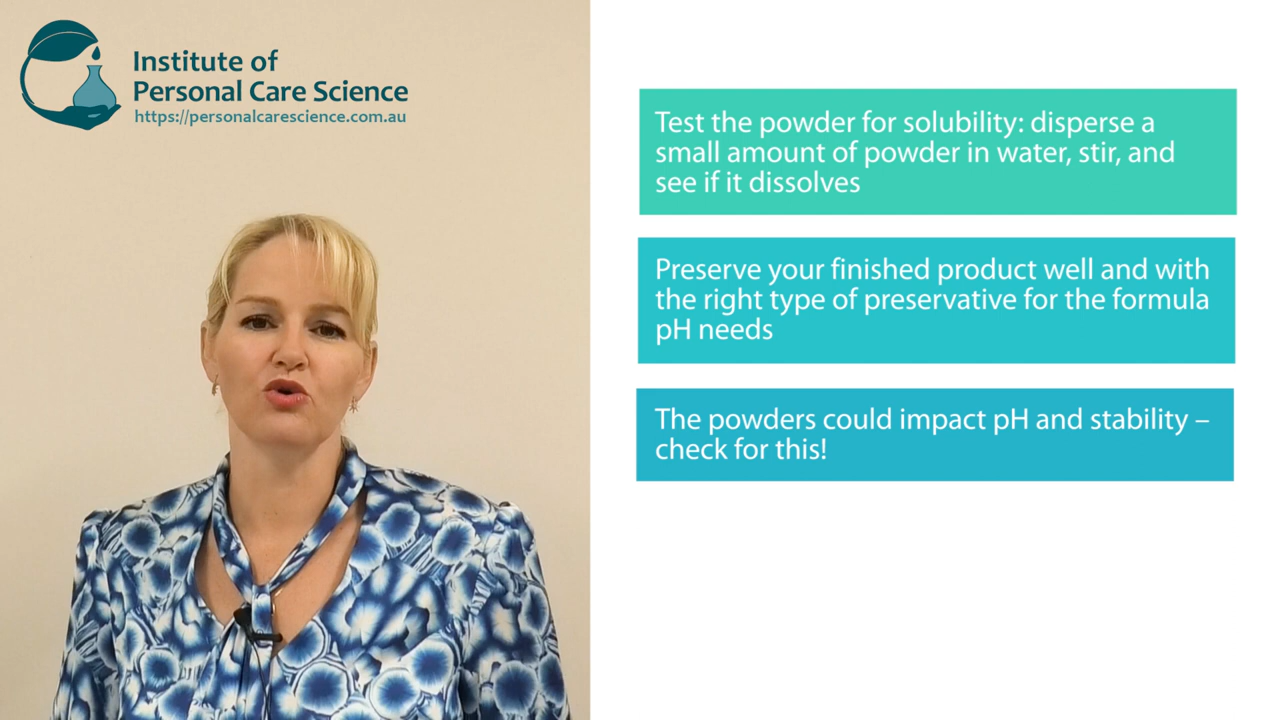 Institute of
Personal Care Science
https://personalcarescience.com.au
Test the powder for solubility: disperse a
small amount of powder in water, stir, and
see if it dissolves
Preserve your finished product well and with
the right type of preservative for the formula
pH needs
The powders could impact pH and stability –
check for this!